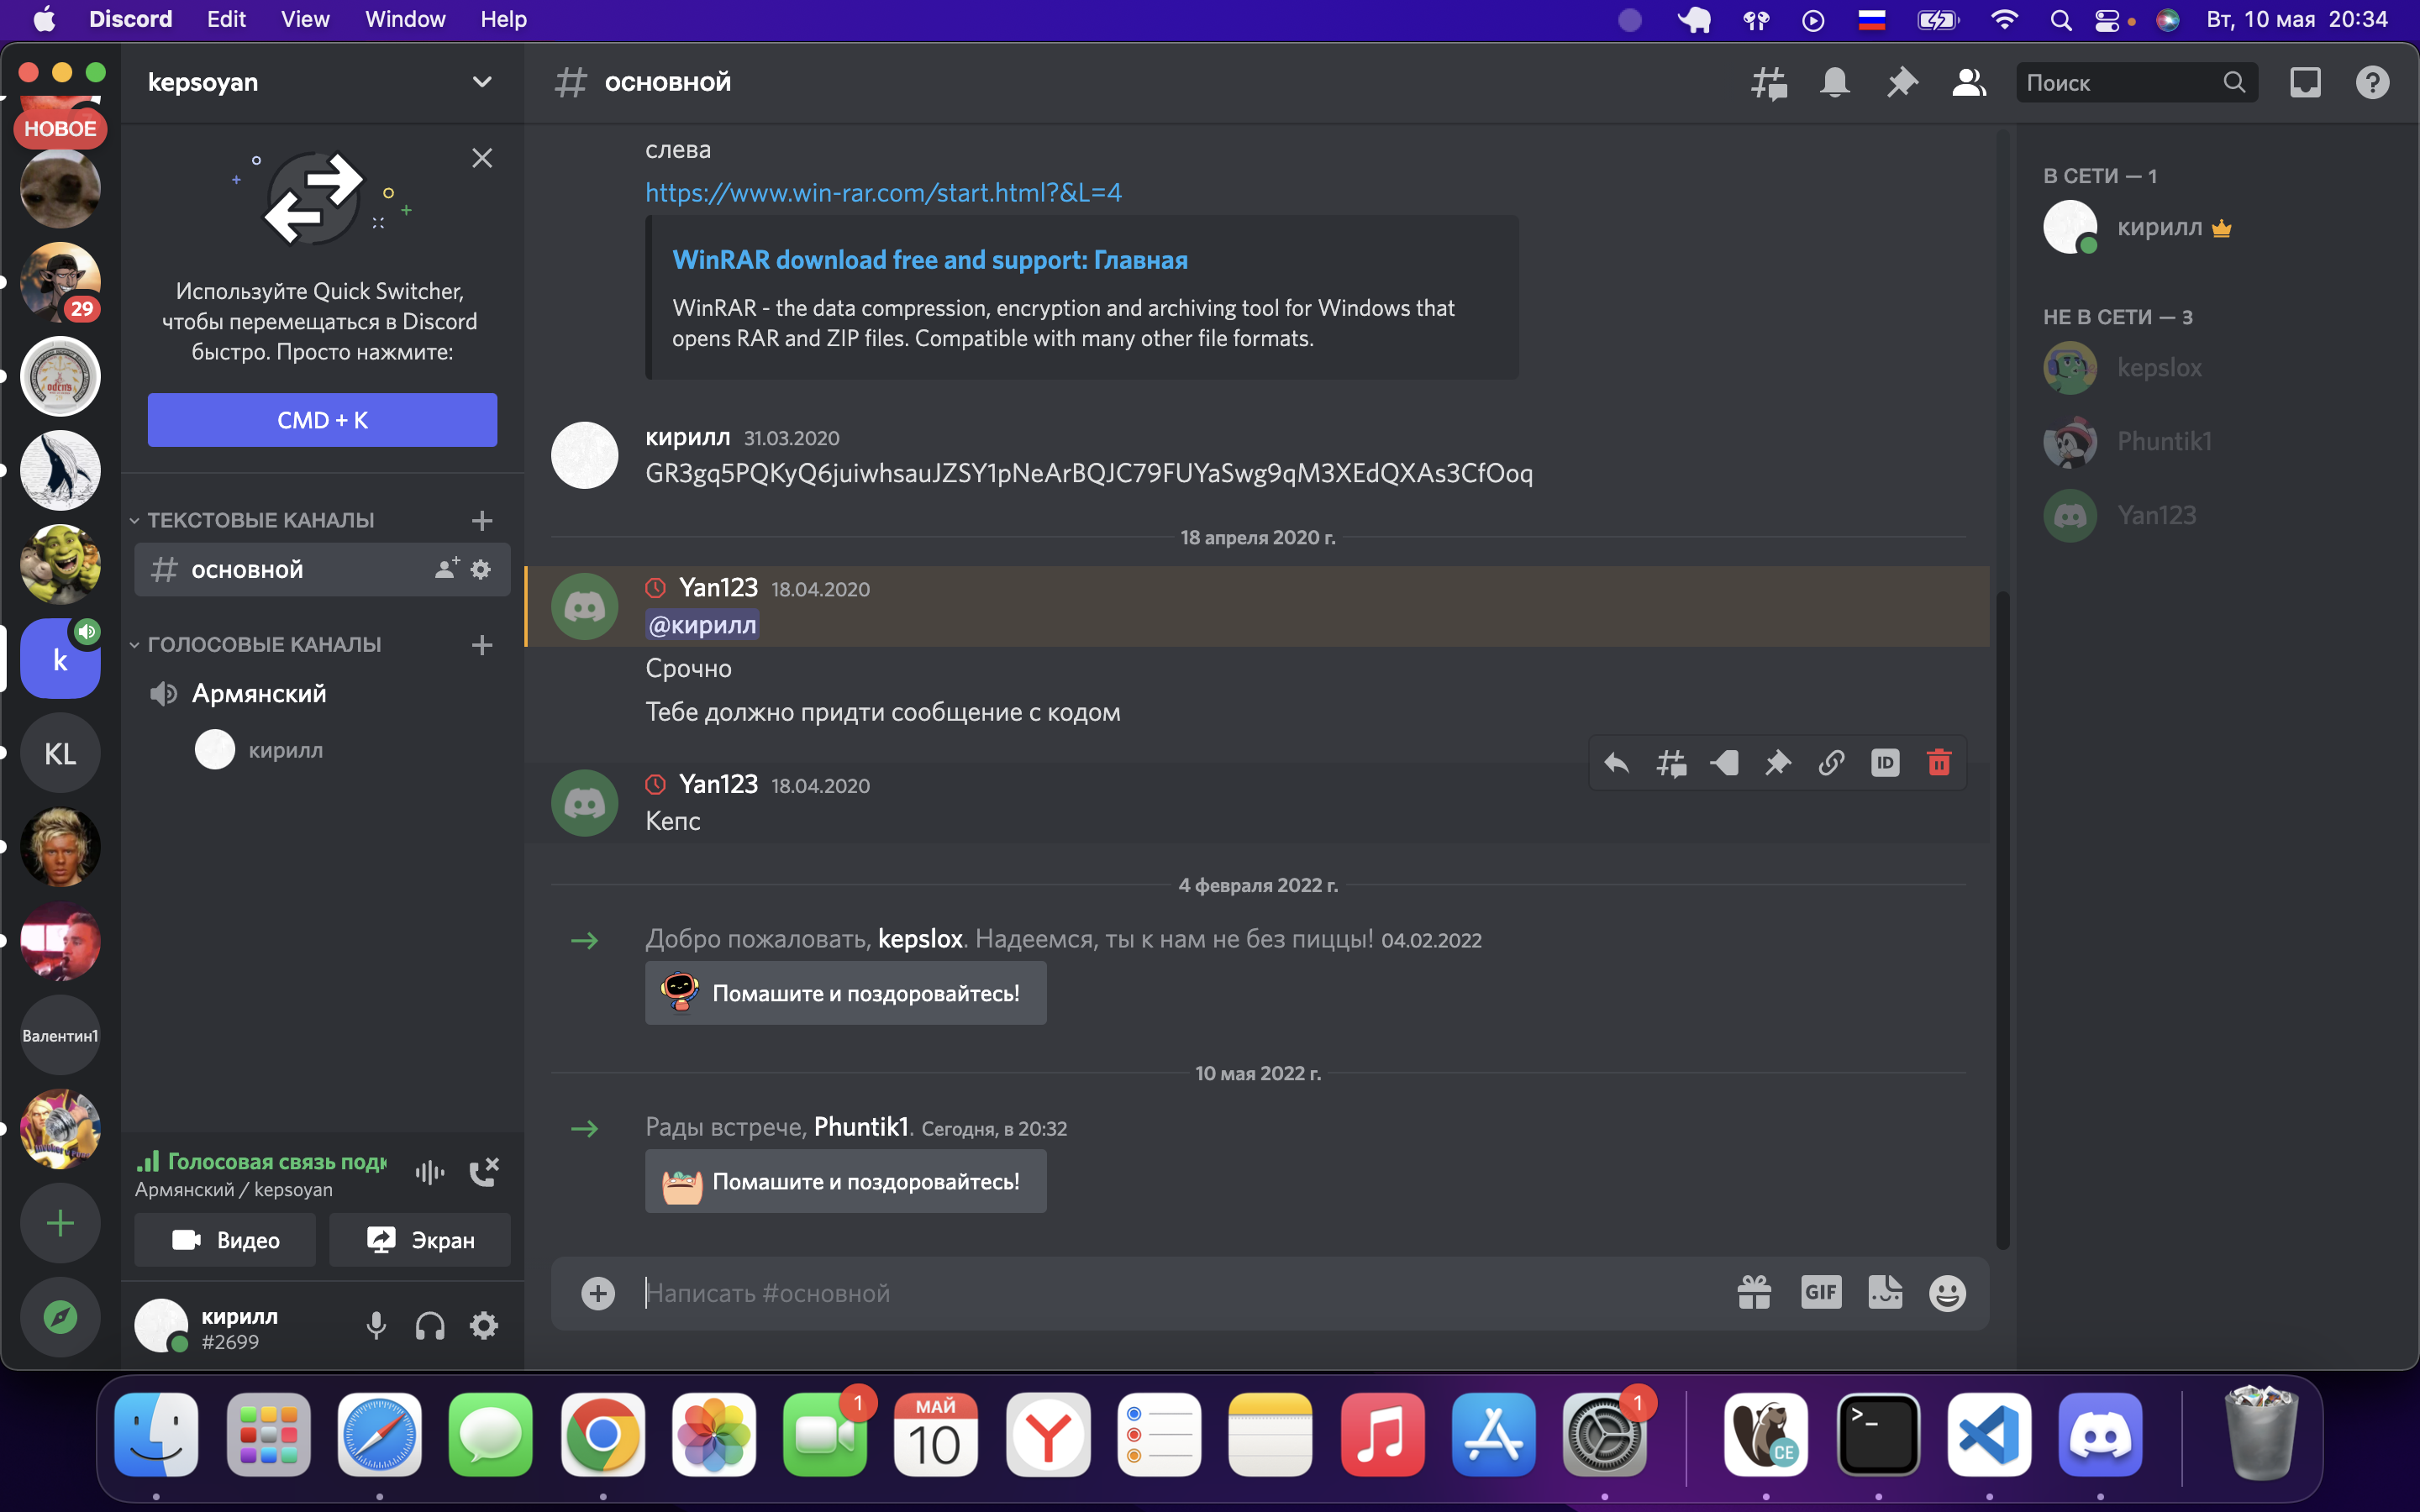 Discord Edit View Window Help
Вт, 10 мая 20:34
НОВОЕ
29
odens
k
KL
Валентин1
kepsoyan
Используйте Quick Switcher,
чтобы перемещаться в Discord
быстро. Просто нажмите:
CMD + K
ТЕКСТОВЫЕ КАНАЛЫ
основной
ГОЛОСОВЫЕ КАНАЛЫ
Армянский
кирилл
Голосовая связь подк
Армянский / kepsoyan
Видео
Экран
кирилл
#2699
основной
Поиск
слева
https://www.win-rar.com/start.html?&L=4
WinRAR download free and support: Главная
WinRAR - the data compression, encryption and archiving tool for Windows that
opens RAR and ZIP files. Compatible with many other file formats.
кирилл 31.03.2020
GR3gq5PQKyQ6juiwhsauJZSY1pNeArBQJC79FUYaSwg9qM3XEdQXAs3CfOoq
18 апреля 2020 г.
Yan123 18.04.2020
@кирилл
Срочно
Тебе должно придти сообщение с кодом
ID
Yan123 18.04.2020
Кепс
4 февраля 2022 г.
Добро пожаловать, kepslox. Надеемся, ты к нам не без пиццы! 04.02.2022
Помашите и поздоровайтесь!
10 мая 2022 г.
Рады встрече, Phuntik1. Сегодня, в 20:32
Помашите и поздоровайтесь!
Написать #основной
GIF
В СЕТИ — 1
кирилл
НЕ В СЕТИ — 3
kepslox
Phuntik1
Yan123
1
МАЙ
10
1
CE
>_